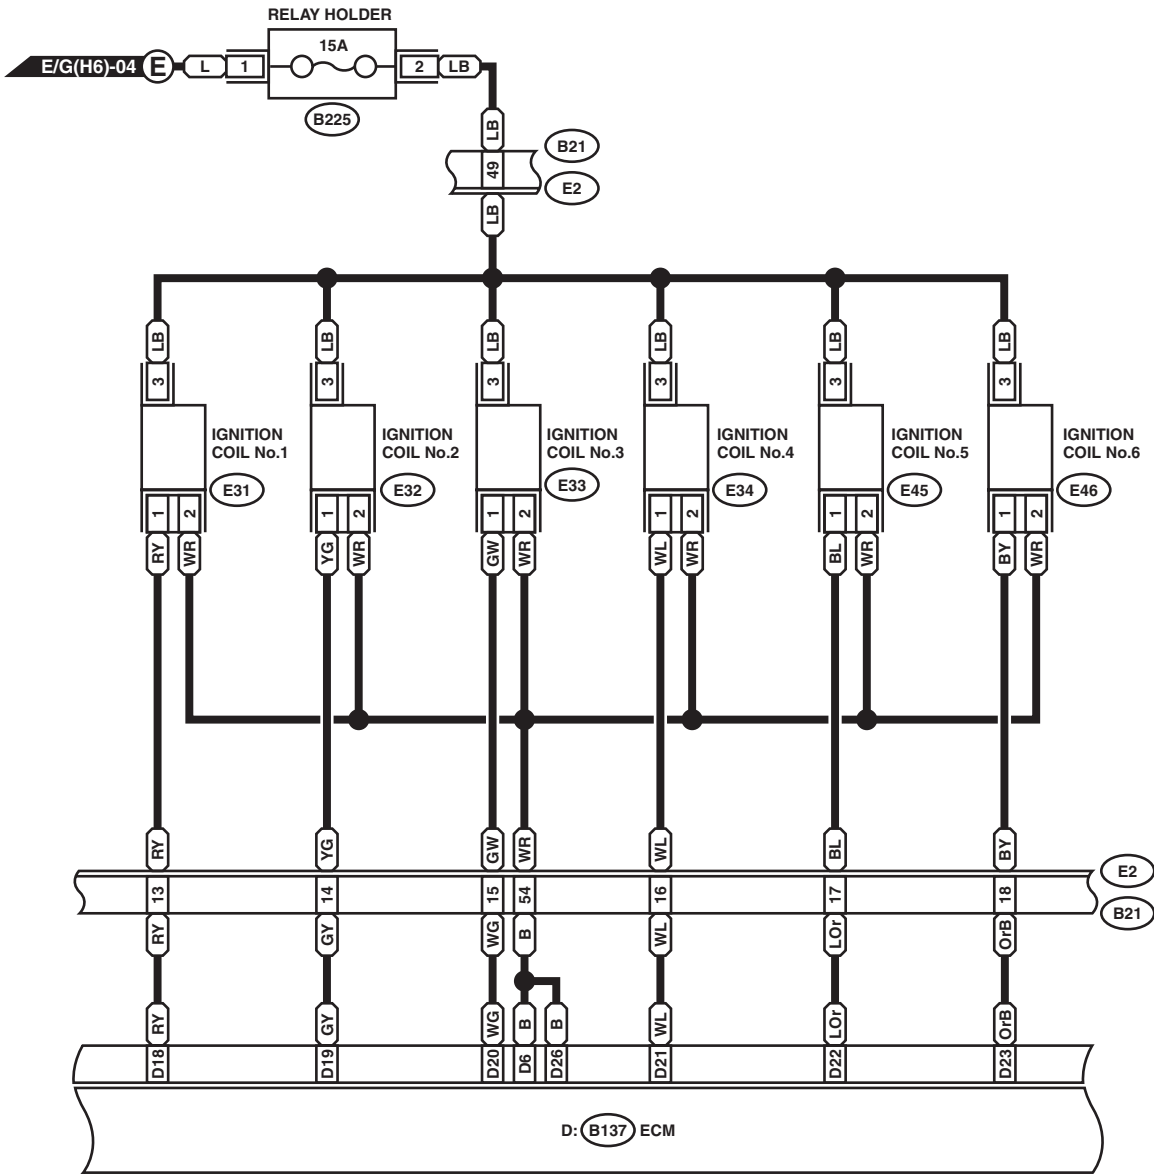 RELAY HOLDER
15A
E/G(H6)-04 E L 1 2 LB
B225
LB
B21
49
E2
LB
LB LB LB LB LB LB
3 3 3 3 3 3
IGNITION COIL No.1
E31
IGNITION COIL No.2
E32
IGNITION COIL No.3
E33
IGNITION COIL No.4
E34
IGNITION COIL No.5
E45
IGNITION COIL No.6
E46
1 2 1 2 1 2 1 2 1 2 1 2
RY WR YG WR GW WR WL WR BL WR BY WR
RY YG GW WR WL BL BY
E2
13 14 15 54 16 17 18
B21
RY GY WG B WL LOr OrB
RY GY WG B B WL LOr OrB
D18 D19 D20 D6 D26 D21 D22 D23
D: B137 ECM